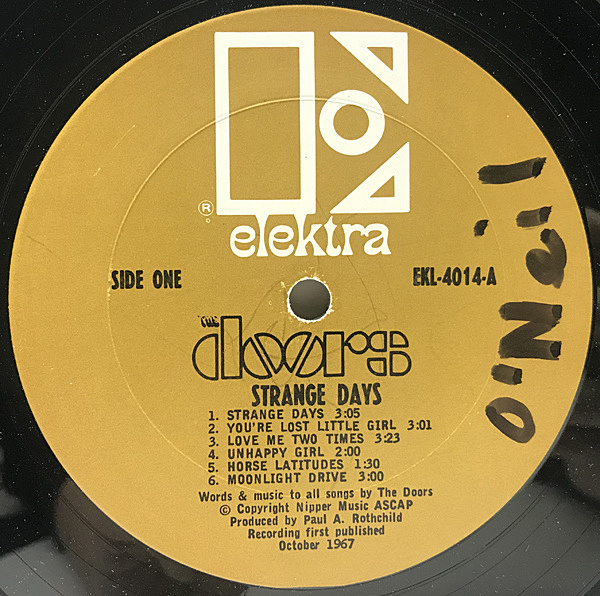 ®
elektra
SIDE ONE
EKL-4014-A
THE
doors
STRANGE DAYS
1. STRANGE DAYS 3:05
2. YOU'RE LOST LITTLE GIRL 3:01
3. LOVE ME TWO TIMES 3:23
4. UNHAPPY GIRL 2:00
5. HORSE LATITUDES 1:30
6. MOONLIGHT DRIVE 3:00
Words & music to all songs by The Doors
© Copyright Nipper Music ASCAP
Produced by Paul A. Rothchild
Recording first published
October 1967
O'Neil